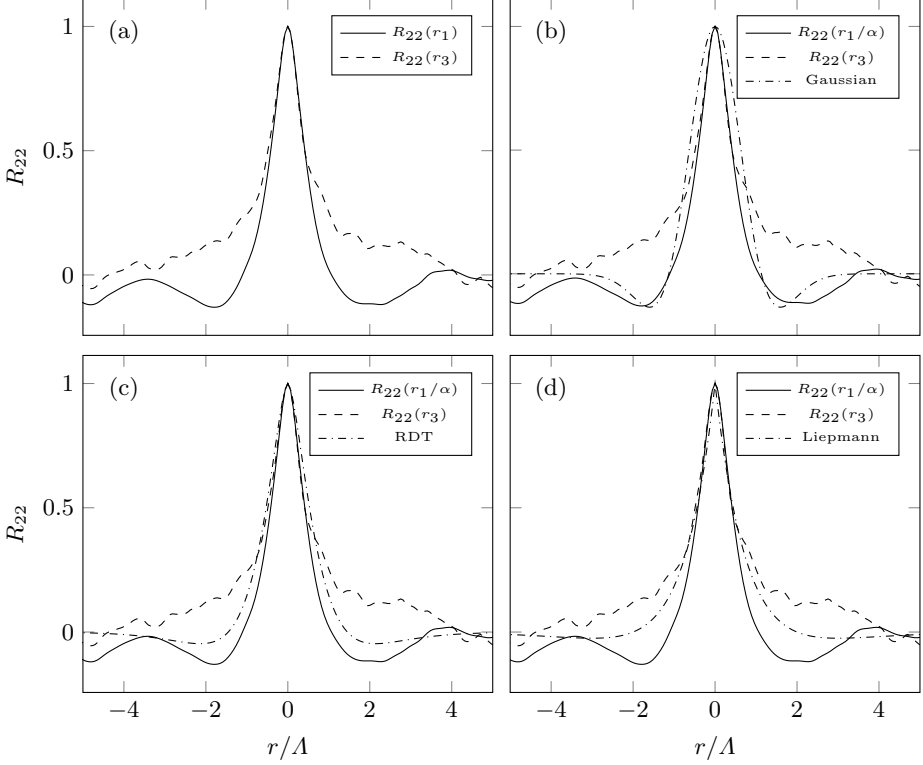 (a)
R₂₂(r₁)
R₂₂(r₃)
1
0.5
0
R₂₂
(b)
R₂₂(r₁/α)
R₂₂(r₃)
Gaussian
(c)
R₂₂(r₁/α)
R₂₂(r₃)
RDT
1
0.5
0
R₂₂
−4 −2 0 2 4
r/Λ
(d)
R₂₂(r₁/α)
R₂₂(r₃)
Liepmann
−4 −2 0 2 4
r/Λ